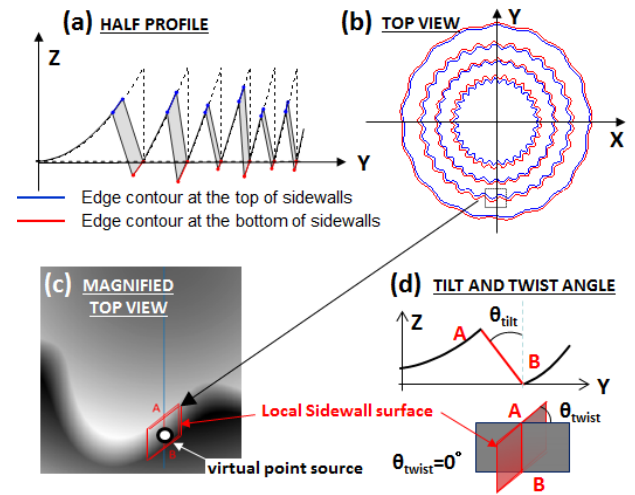 (a) HALF PROFILE
Z
Y
Edge contour at the top of sidewalls
Edge contour at the bottom of sidewalls
(b) TOP VIEW
Y
X
(c) MAGNIFIED
TOP VIEW
A
B
Local Sidewall surface
virtual point source
(d) TILT AND TWIST ANGLE
Z
A
θtilt
B
Y
A
θtwist
θtwist=0°
B